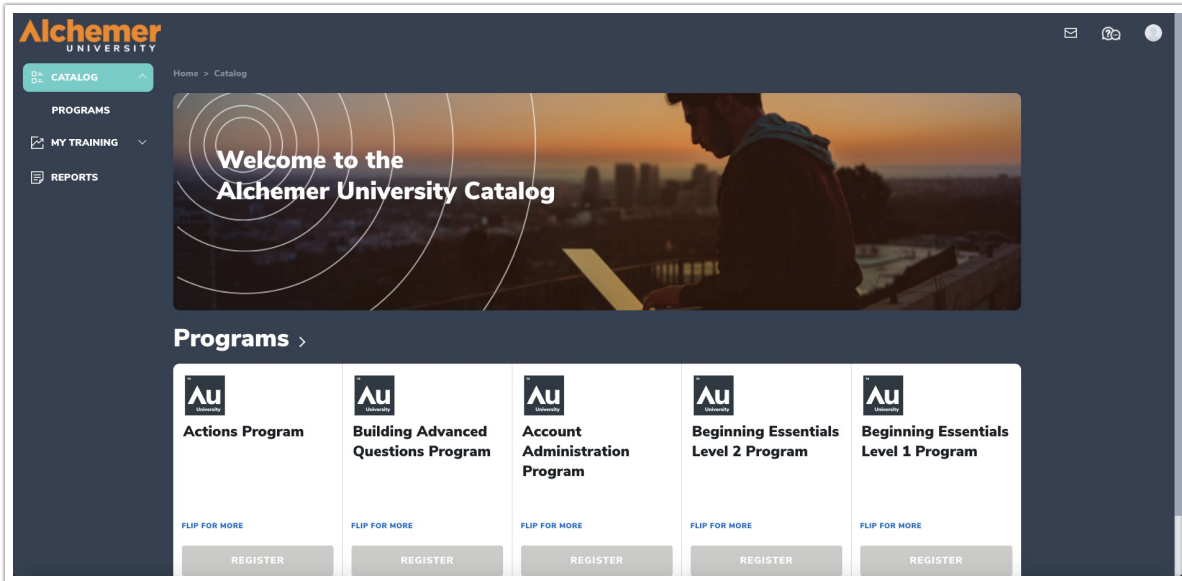 Alchemer
UNIVERSITY
CATALOG
PROGRAMS
MY TRAINING
REPORTS
Home > Catalog
Welcome to the
Alchemer University Catalog
Programs >
Au
University
Actions Program
FLIP FOR MORE
REGISTER
Au
University
Building Advanced
Questions Program
FLIP FOR MORE
REGISTER
Au
University
Account
Administration
Program
FLIP FOR MORE
REGISTER
Au
University
Beginning Essentials
Level 2 Program
FLIP FOR MORE
REGISTER
Au
University
Beginning Essentials
Level 1 Program
FLIP FOR MORE
REGISTER